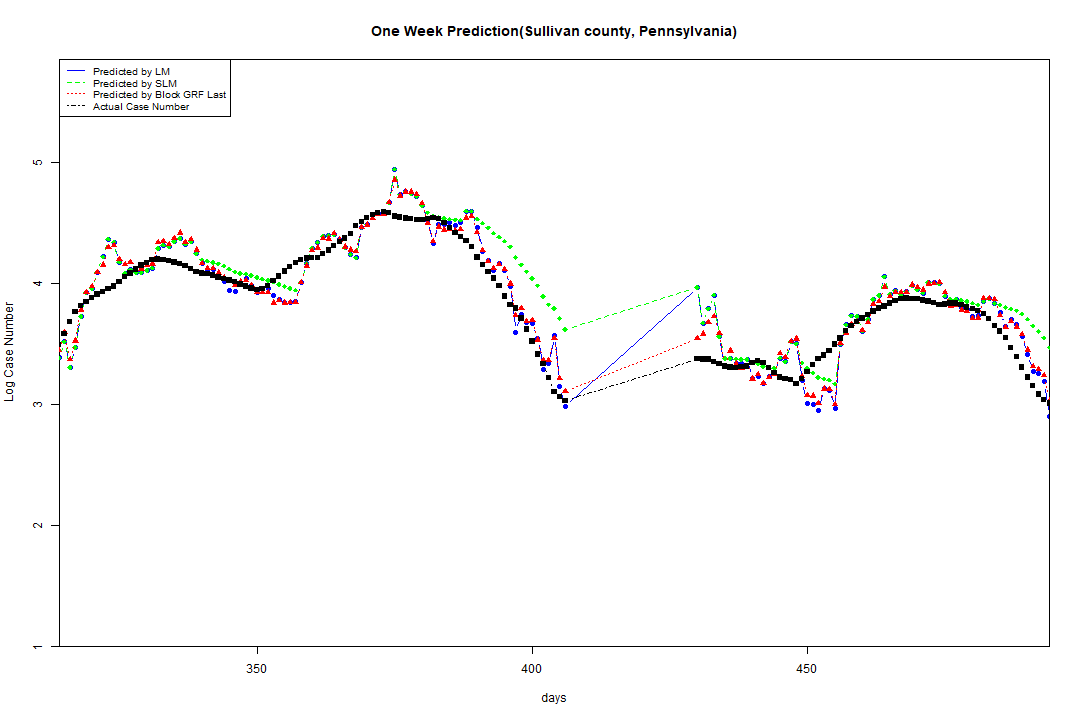 One Week Prediction(Sullivan county, Pennsylvania)
Predicted by LM
Predicted by SLM
Predicted by Block GRF Last
Actual Case Number
5
4
3
2
1
Log Case Number
350
400
450
days